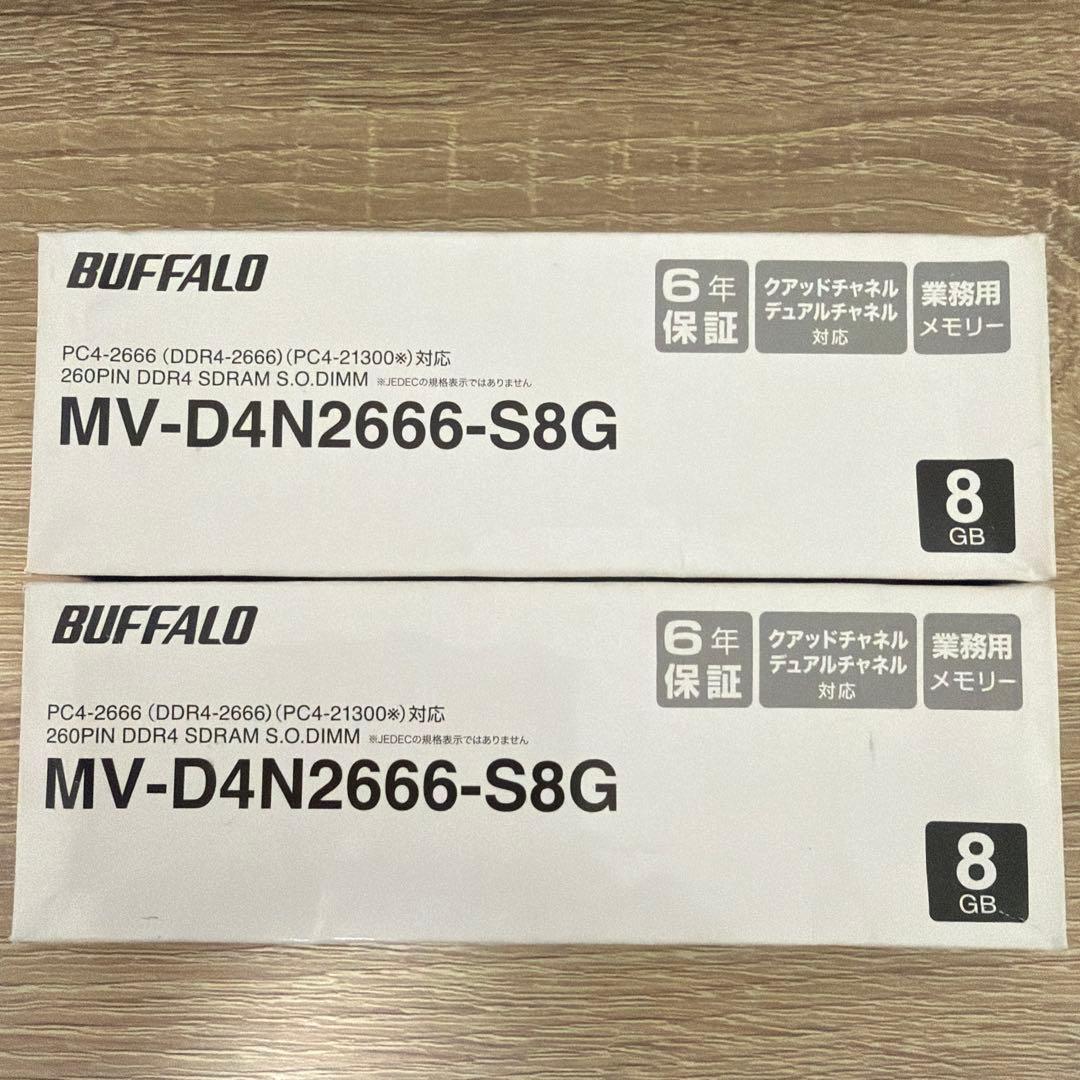 BUFFALO
6年
保証
クアッドチャネル
デュアルチャネル
対応
業務用
メモリー
PC4-2666 (DDR4-2666) (PC4-21300※)対応
260PIN DDR4 SDRAM S.O.DIMM ※JEDECの規格表示ではありません
MV-D4N2666-S8G
8
GB
BUFFALO
6年
保証
クアッドチャネル
デュアルチャネル
対応
業務用
メモリー
PC4-2666 (DDR4-2666) (PC4-21300※)対応
260PIN DDR4 SDRAM S.O.DIMM ※JEDECの規格表示ではありません
MV-D4N2666-S8G
8
GB